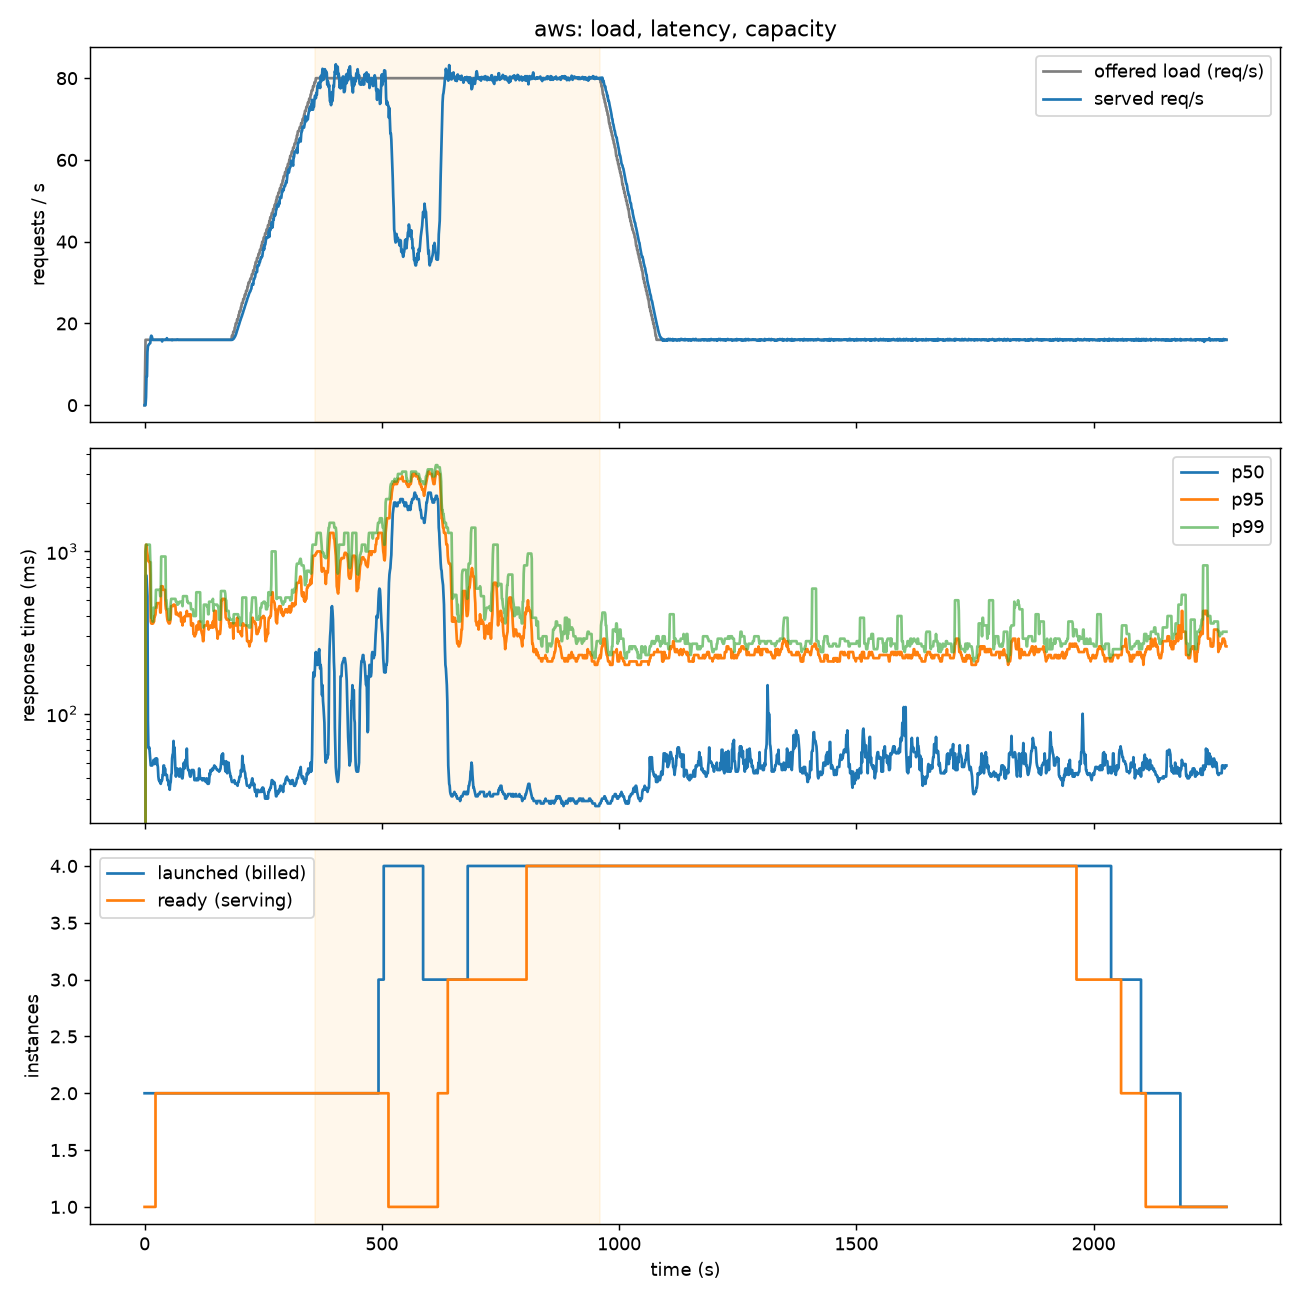 aws: load, latency, capacity
offered load (req/s)
served req/s
requests / s
80
60
40
20
0
p50
p95
p99
response time (ms)
10³
10²
launched (billed)
ready (serving)
instances
4.0
3.5
3.0
2.5
2.0
1.5
1.0
0
500
1000
1500
2000
time (s)